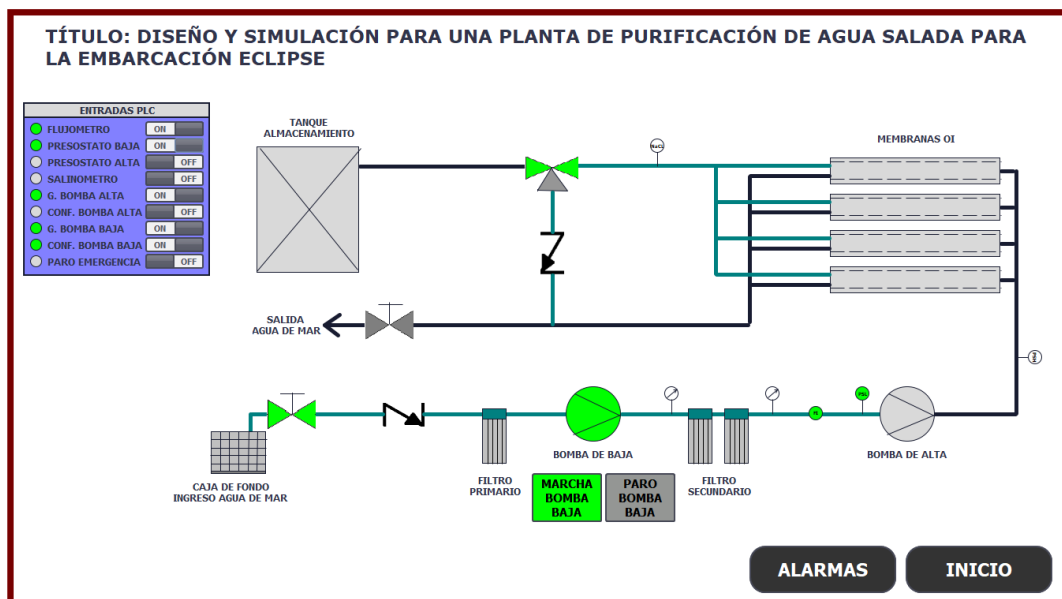 TÍTULO: DISEÑO Y SIMULACIÓN PARA UNA PLANTA DE PURIFICACIÓN DE AGUA SALADA PARA
LA EMBARCACIÓN ECLIPSE
ENTRADAS PLC
FLUJOMETRO ON
PRESOSTATO BAJA ON
PRESOSTATO ALTA OFF
SALINOMETRO OFF
G. BOMBA ALTA ON
CONF. BOMBA ALTA OFF
G. BOMBA BAJA ON
CONF. BOMBA BAJA ON
PARO EMERGENCIA OFF
TANQUE
ALMACENAMIENTO
NaCL
MEMBRANAS OI
SALIDA
AGUA DE MAR
CAJA DE FONDO
INGRESO AGUA DE MAR
FILTRO
PRIMARIO
BOMBA DE BAJA
MARCHA
BOMBA
BAJA
PARO
BOMBA
BAJA
FILTRO
SECUNDARIO
BOMBA DE ALTA
ALARMAS
INICIO